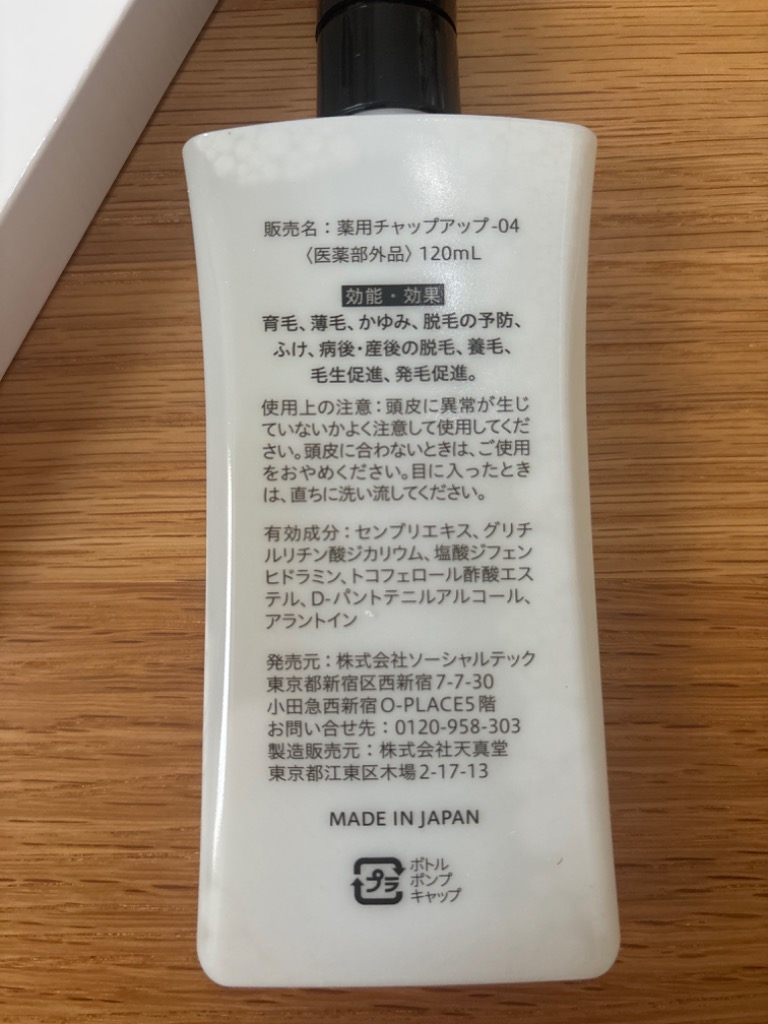 販売名：薬用チャップアップ-04
〈医薬部外品〉120mL
効能・効果
育毛、薄毛、かゆみ、脱毛の予防、
ふけ、病後・産後の脱毛、養毛、
毛生促進、発毛促進。
使用上の注意：頭皮に異常が生じ
ていないかよく注意して使用してくだ
さい。頭皮に合わないときは、ご使用
をおやめください。目に入ったとき
は、直ちに洗い流してください。
有効成分：センブリエキス、グリチ
ルリチン酸ジカリウム、塩酸ジフェン
ヒドラミン、トコフェロール酢酸エス
テル、D-パントテニルアルコール、
アラントイン
発売元：株式会社ソーシャルテック
東京都新宿区西新宿7-7-30
小田急西新宿O-PLACE5階
お問い合せ先：0120-958-303
製造販売元：株式会社天真堂
東京都江東区木場2-17-13
MADE IN JAPAN
プラ
ボトル
ポンプ
キャップ